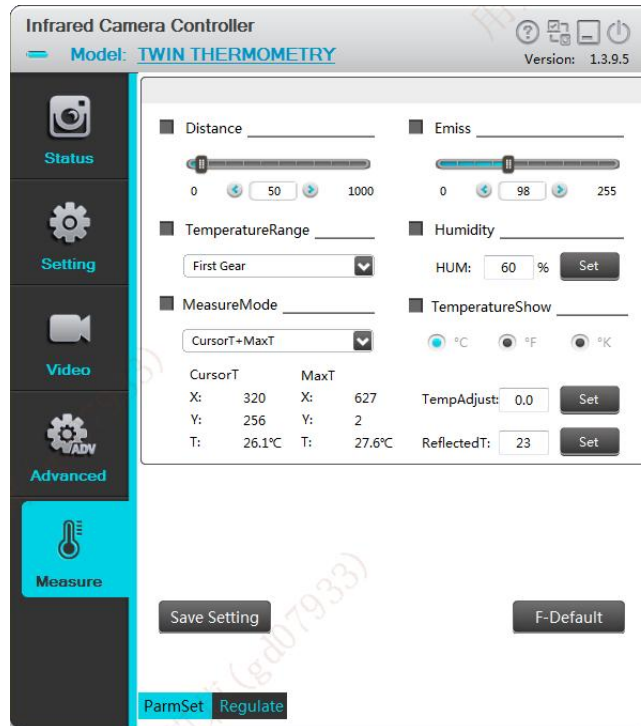 Infrared Camera Controller
Model: TWIN THERMOMETRY
Version: 1.3.9.5
Status
Setting
Video
ADV
Advanced
Measure
Distance
0 50 1000
Emiss
0 98 255
TemperatureRange
First Gear
Humidity
HUM: 60 % Set
MeasureMode
CursorT+MaxT
TemperatureShow
°C °F °K
CursorT MaxT
X: 320 X: 627
Y: 256 Y: 2
T: 26.1℃ T: 27.6℃
TempAdjust: 0.0 Set
ReflectedT: 23 Set
Save Setting
F-Default
(gd07933)
ParmSet Regulate